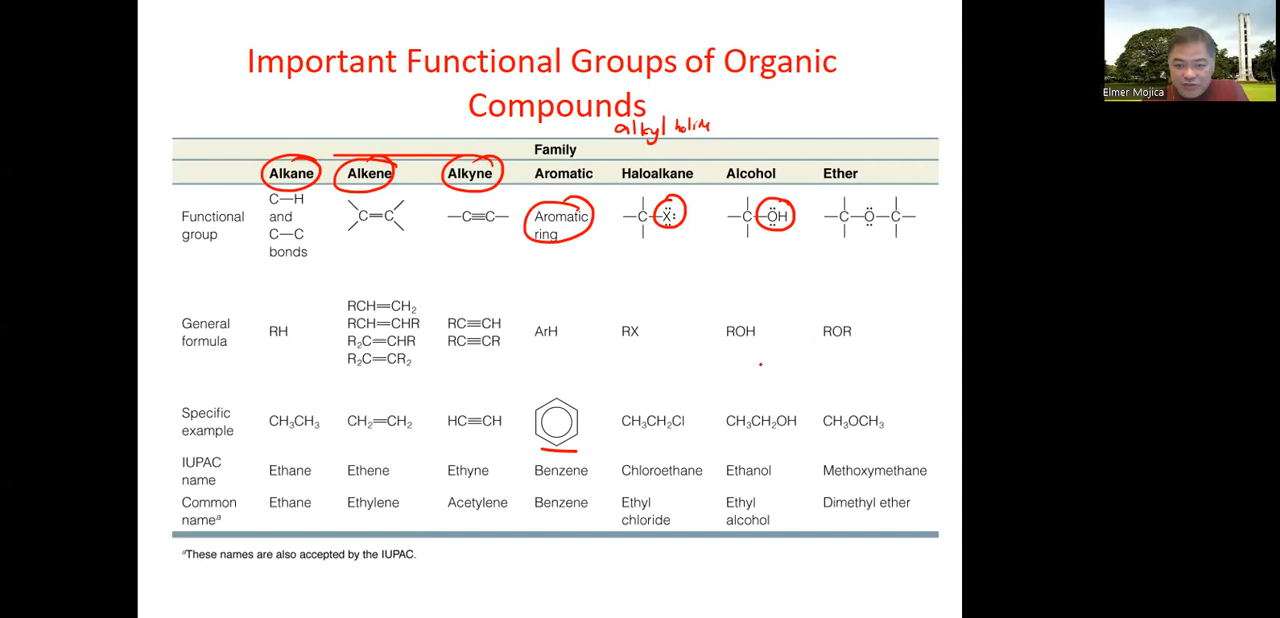 Important Functional Groups of Organic
Compounds
alkyl halide
Family
Alkane Alkene Alkyne Aromatic Haloalkane Alcohol Ether
Functional group C—H and C—C bonds C=C —C≡C— Aromatic ring —C—X: —C—OH —C—O—C—
General formula RH RCH=CH₂ RCH=CHR R₂C=CHR R₂C=CR₂ RC≡CH RC≡CR ArH RX ROH ROR
Specific example CH₃CH₃ CH₂=CH₂ HC≡CH CH₃CH₂Cl CH₃CH₂OH CH₃OCH₃
IUPAC name Ethane Ethene Ethyne Benzene Chloroethane Ethanol Methoxymethane
Common nameᵃ Ethane Ethylene Acetylene Benzene Ethyl chloride Ethyl alcohol Dimethyl ether
ᵃThese names are also accepted by the IUPAC.
Elmer Mojica